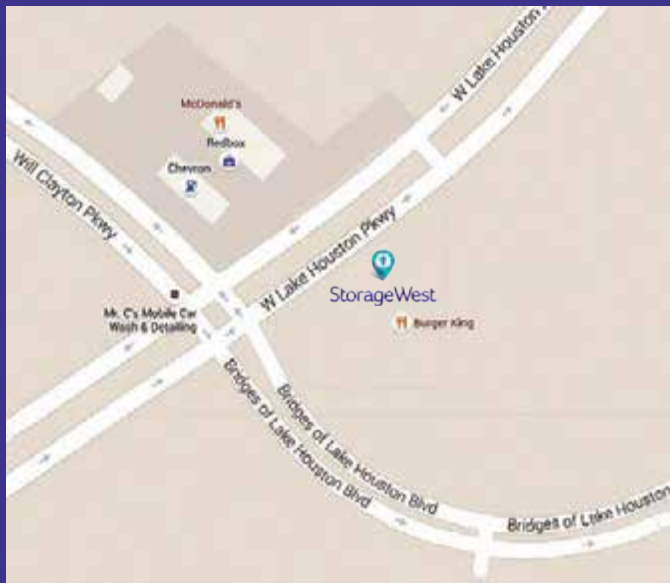 W Lake Houston P
McDonald's
Redbox
Chevron
Will Clayton Pkwy
W Lake Houston Pkwy
StorageWest
Mr. C's Mobile Car
Wash & Detailing
Burger King
Bridges of Lake Houston Blvd
Bridges of Lake Houston Blvd
Bridges of Lake Houston